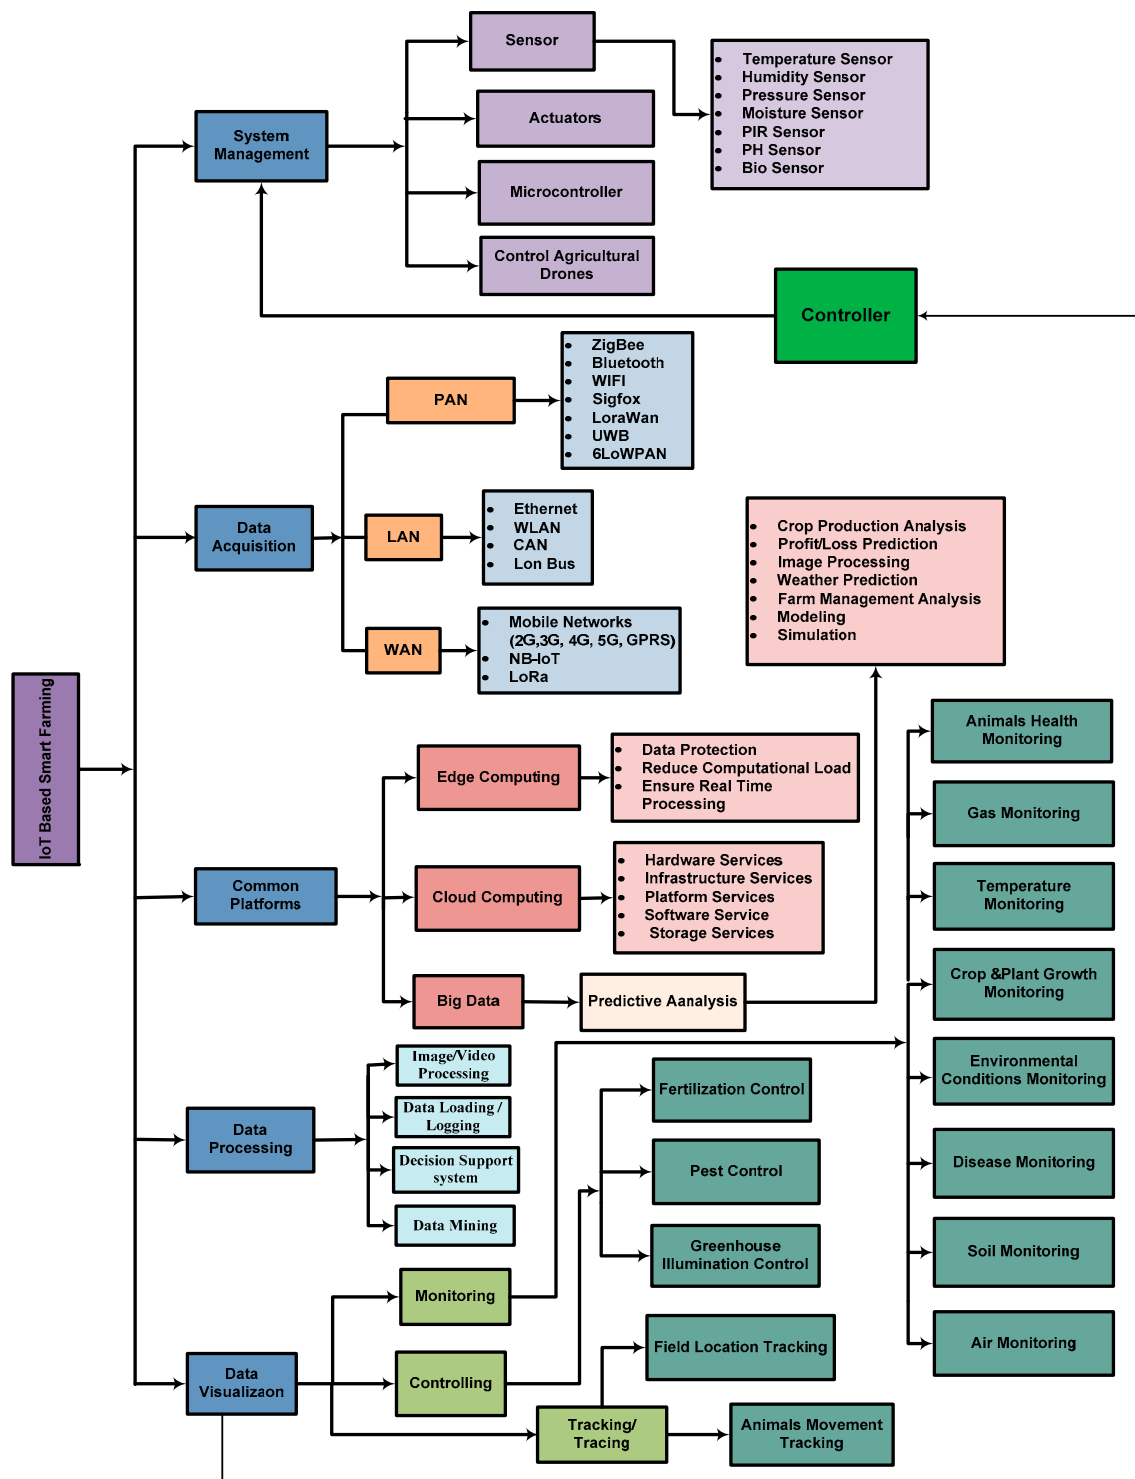 IoT Based Smart Farming
System
Management
Sensor
Actuators
Microcontroller
Control Agricultural
Drones
• Temperature Sensor
• Humidity Sensor
• Pressure Sensor
• Moisture Sensor
• PIR Sensor
• PH Sensor
• Bio Sensor
Controller
Data
Acquisition
PAN
• ZigBee
• Bluetooth
• WIFI
• Sigfox
• LoraWan
• UWB
• 6LoWPAN
LAN
• Ethernet
• WLAN
• CAN
• Lon Bus
WAN
• Mobile Networks
(2G,3G, 4G, 5G, GPRS)
• NB-IoT
• LoRa
Common
Platforms
Edge Computing
• Data Protection
• Reduce Computational Load
• Ensure Real Time
Processing
Cloud Computing
• Hardware Services
• Infrastructure Services
• Platform Services
• Software Service
• Storage Services
Big Data
Predictive Aanalysis
• Crop Production Analysis
• Profit/Loss Prediction
• Image Processing
• Weather Prediction
• Farm Management Analysis
• Modeling
• Simulation
Data
Processing
Image/Video
Processing
Data Loading /
Logging
Decision Support
system
Data Mining
Data
Visualizaon
Monitoring
Animals Health
Monitoring
Gas Monitoring
Temperature
Monitoring
Crop &Plant Growth
Monitoring
Environmental
Conditions Monitoring
Disease Monitoring
Soil Monitoring
Air Monitoring
Controlling
Fertilization Control
Pest Control
Greenhouse
Illumination Control
Tracking/
Tracing
Field Location Tracking
Animals Movement
Tracking